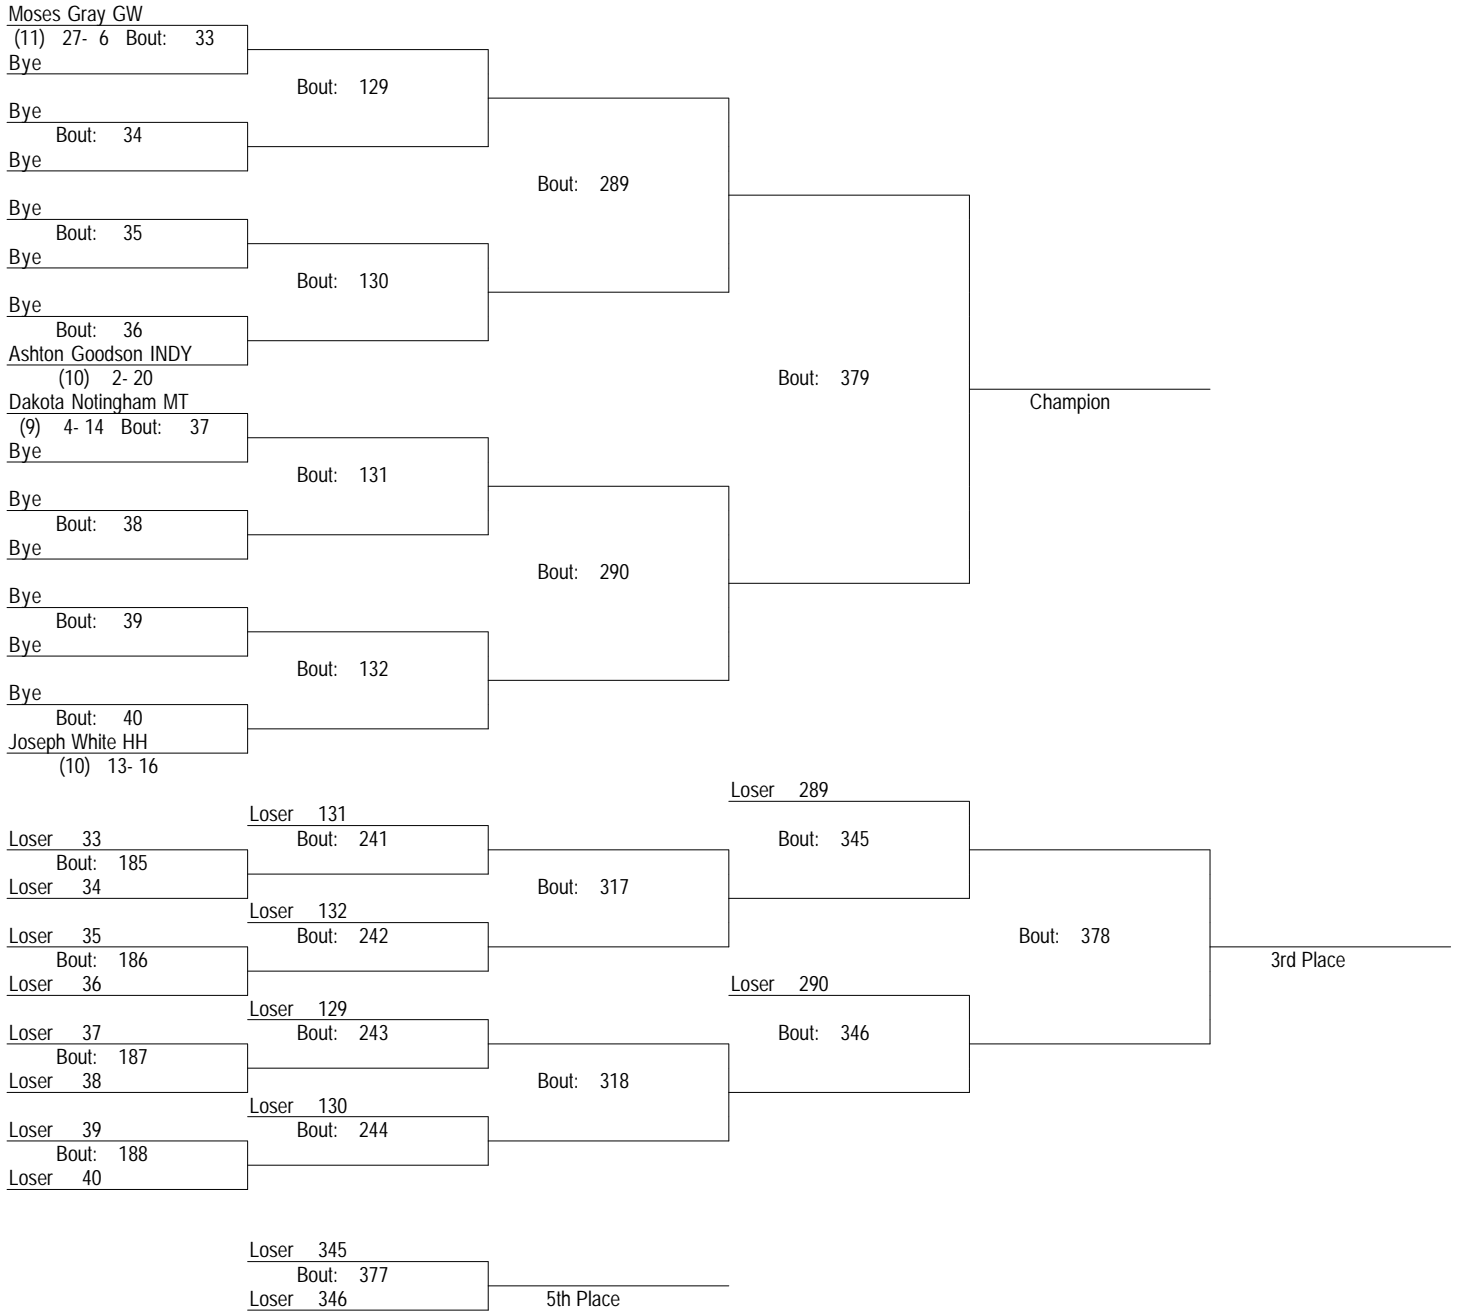 Moses Gray GW
(11) 27- 6 Bout: 33
Bye
Bout: 129
Bye
Bout: 34
Bye
Bout: 289
Bye
Bout: 35
Bye
Bout: 130
Bye
Bout: 36
Ashton Goodson INDY
(10) 2- 20
Bout: 379
Dakota Notingham MT
Champion
(9) 4- 14 Bout: 37
Bye
Bout: 131
Bye
Bout: 38
Bye
Bout: 290
Bye
Bout: 39
Bye
Bout: 132
Bye
Bout: 40
Joseph White HH
(10) 13- 16
Loser 289
Loser 131
Loser 33
Bout: 241
Bout: 345
Bout: 185
Loser 34
Bout: 317
Loser 132
Loser 35
Bout: 242
Bout: 378
Bout: 186
3rd Place
Loser 36
Loser 290
Loser 129
Loser 37
Bout: 243
Bout: 346
Bout: 187
Loser 38
Bout: 318
Loser 130
Loser 39
Bout: 244
Bout: 188
Loser 40
Loser 345
Bout: 377
Loser 346
5th Place